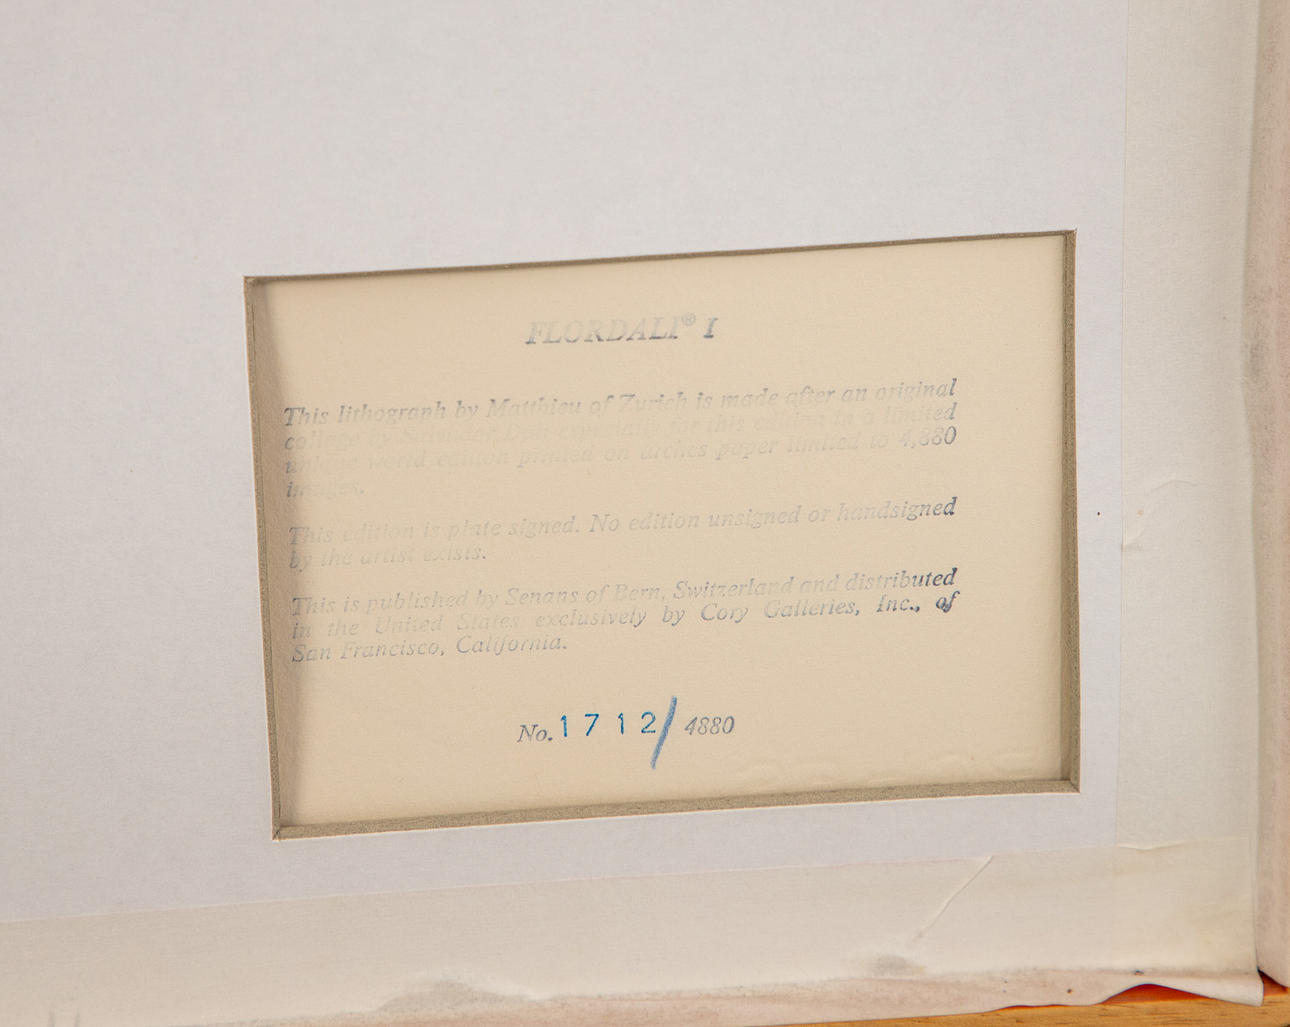 FLORDALI® I
This lithograph by Matthieu of Zurich is made after an original
collage by Salvador Dali especially for this edition in a limited
unique world edition printed on arches paper limited to 4,880
images.
This edition is plate signed. No edition unsigned or handsigned
by the artist exists.
This is published by Senans of Bern, Switzerland and distributed
in the United States exclusively by Cory Galleries, Inc., of
San Francisco, California.
No. 1712/4880